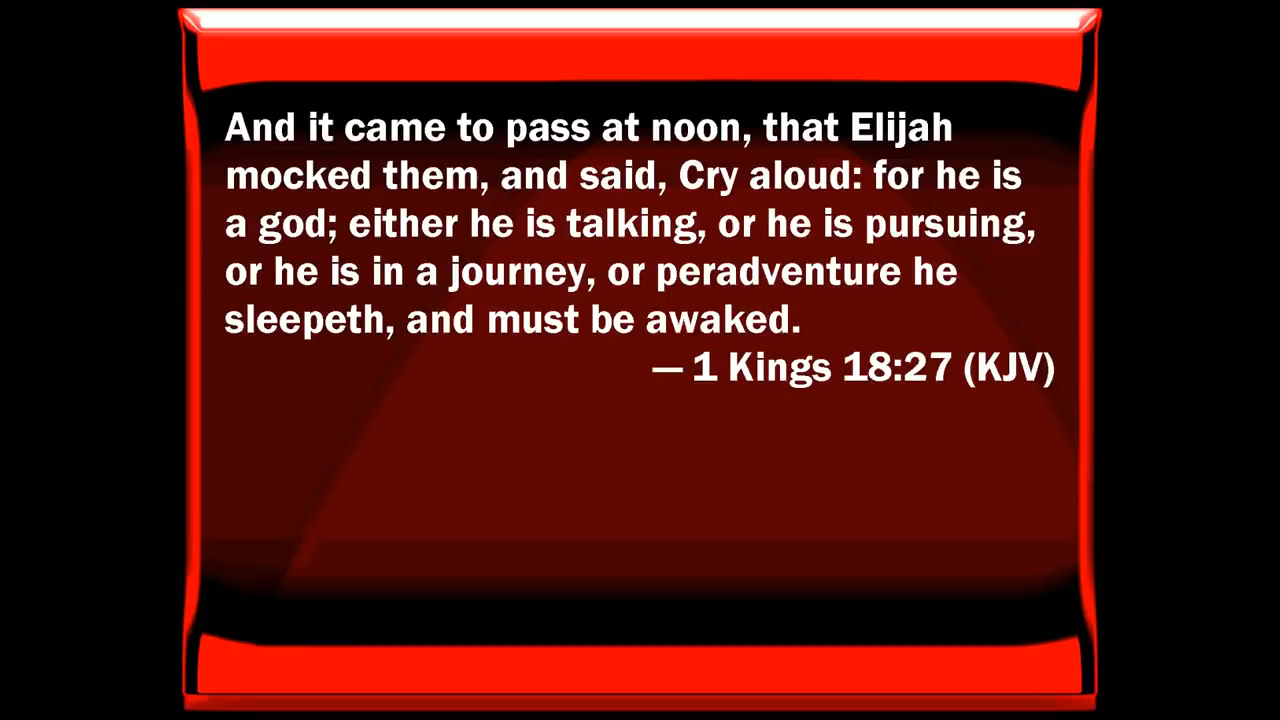 And it came to pass at noon, that Elijah
mocked them, and said, Cry aloud: for he is
a god; either he is talking, or he is pursuing,
or he is in a journey, or peradventure he
sleepeth, and must be awaked.
— 1 Kings 18:27 (KJV)